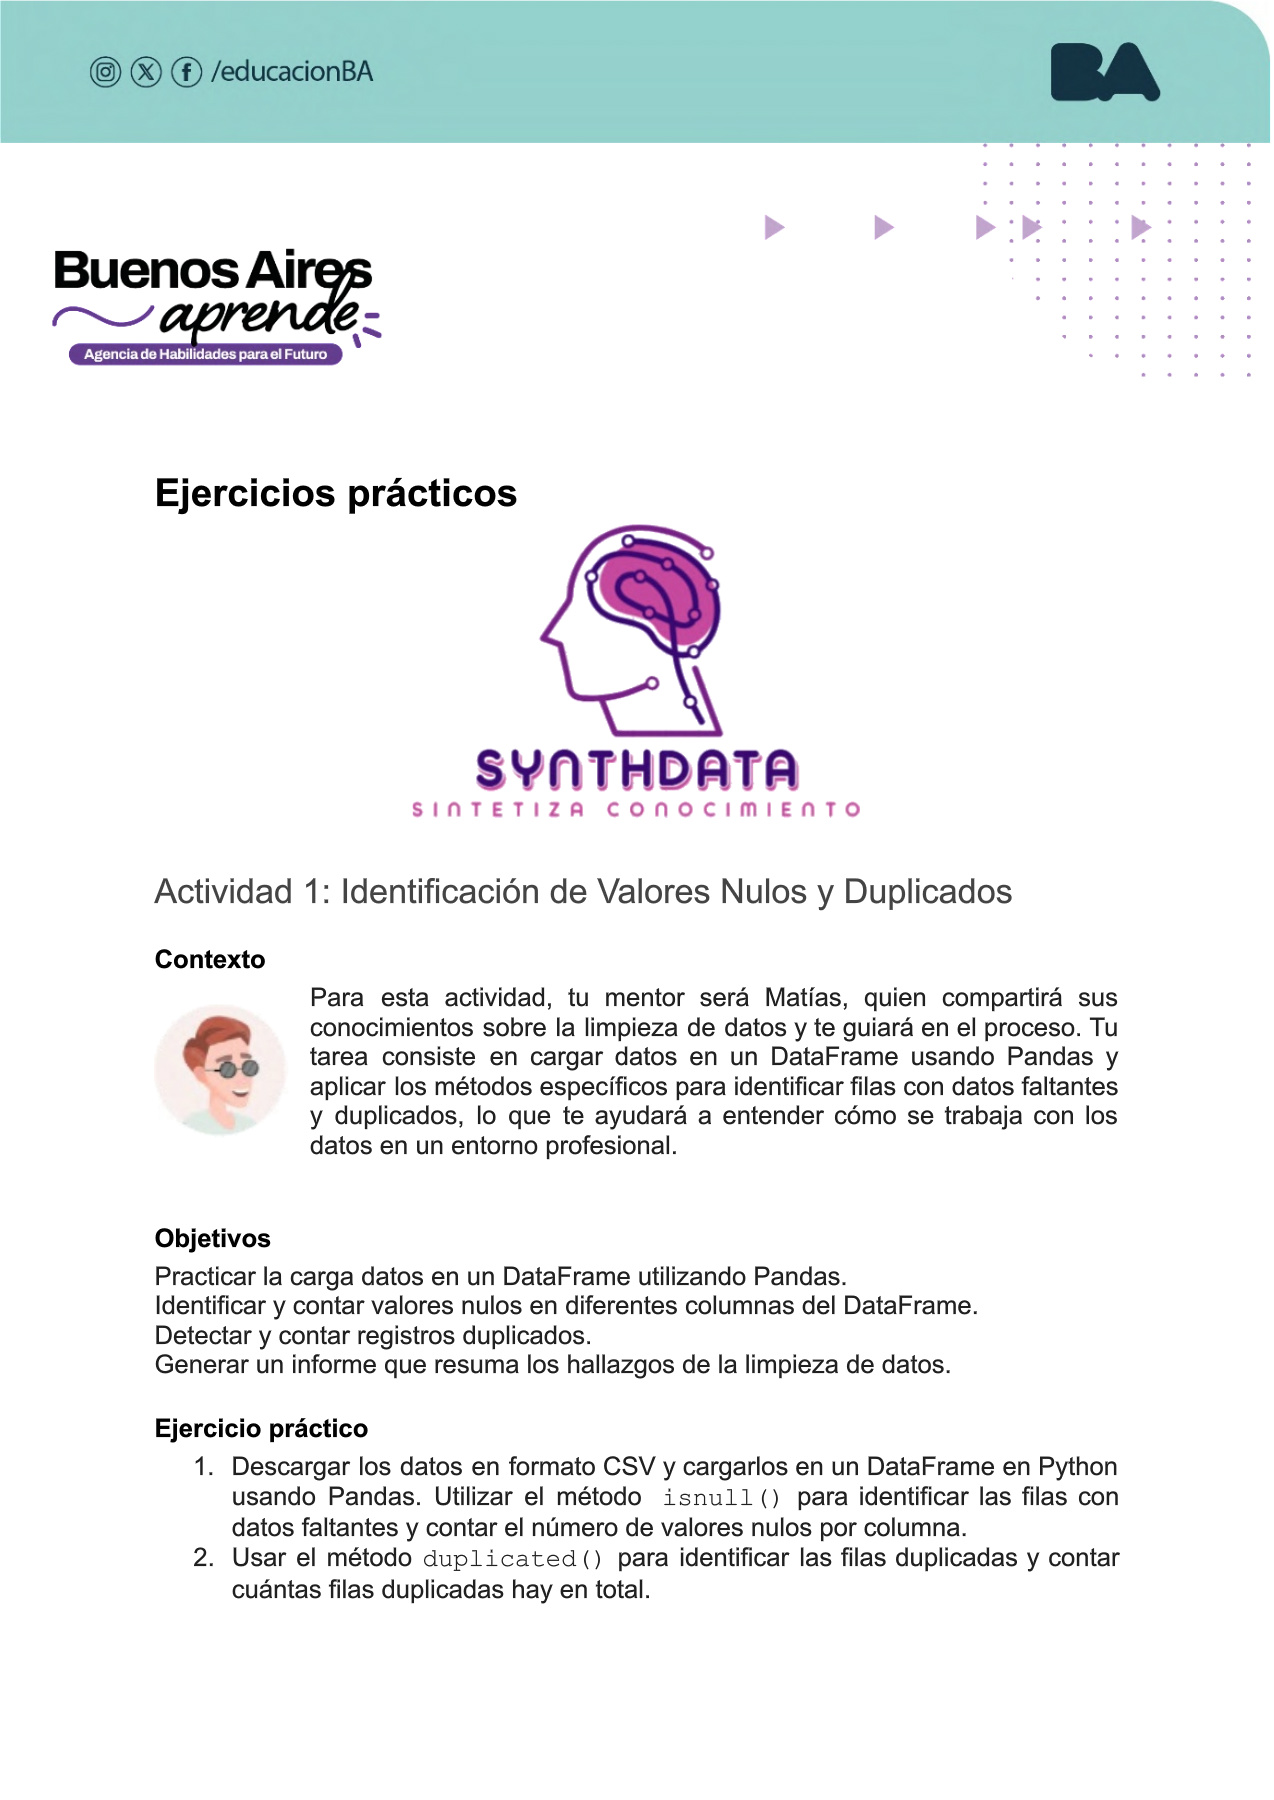 /educacionBA
BA
Buenos Aires
aprende
Agencia de Habilidades para el Futuro
Ejercicios prácticos
SYNTHDATA
SINTETIZA CONOCIMIENTO
Actividad 1: Identificación de Valores Nulos y Duplicados
Contexto
Para esta actividad, tu mentor será Matías, quien compartirá sus
conocimientos sobre la limpieza de datos y te guiará en el proceso. Tu
tarea consiste en cargar datos en un DataFrame usando Pandas y
aplicar los métodos específicos para identificar filas con datos faltantes
y duplicados, lo que te ayudará a entender cómo se trabaja con los
datos en un entorno profesional.
Objetivos
Practicar la carga datos en un DataFrame utilizando Pandas.
Identificar y contar valores nulos en diferentes columnas del DataFrame.
Detectar y contar registros duplicados.
Generar un informe que resuma los hallazgos de la limpieza de datos.
Ejercicio práctico
1. Descargar los datos en formato CSV y cargarlos en un DataFrame en Python
usando Pandas. Utilizar el método isnull() para identificar las filas con
datos faltantes y contar el número de valores nulos por columna.
2. Usar el método duplicated() para identificar las filas duplicadas y contar
cuántas filas duplicadas hay en total.